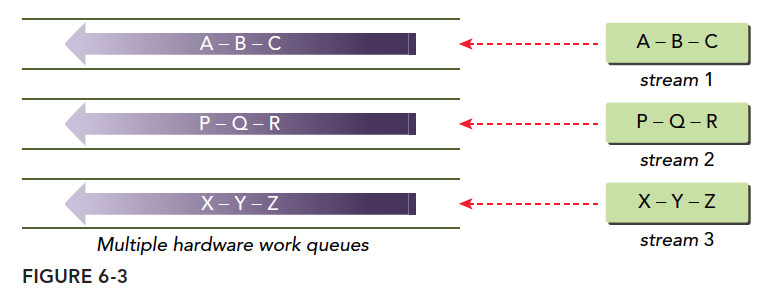 A – B – C
A – B – C
stream 1
P – Q – R
P – Q – R
stream 2
X – Y – Z
X – Y – Z
stream 3
Multiple hardware work queues
FIGURE 6-3